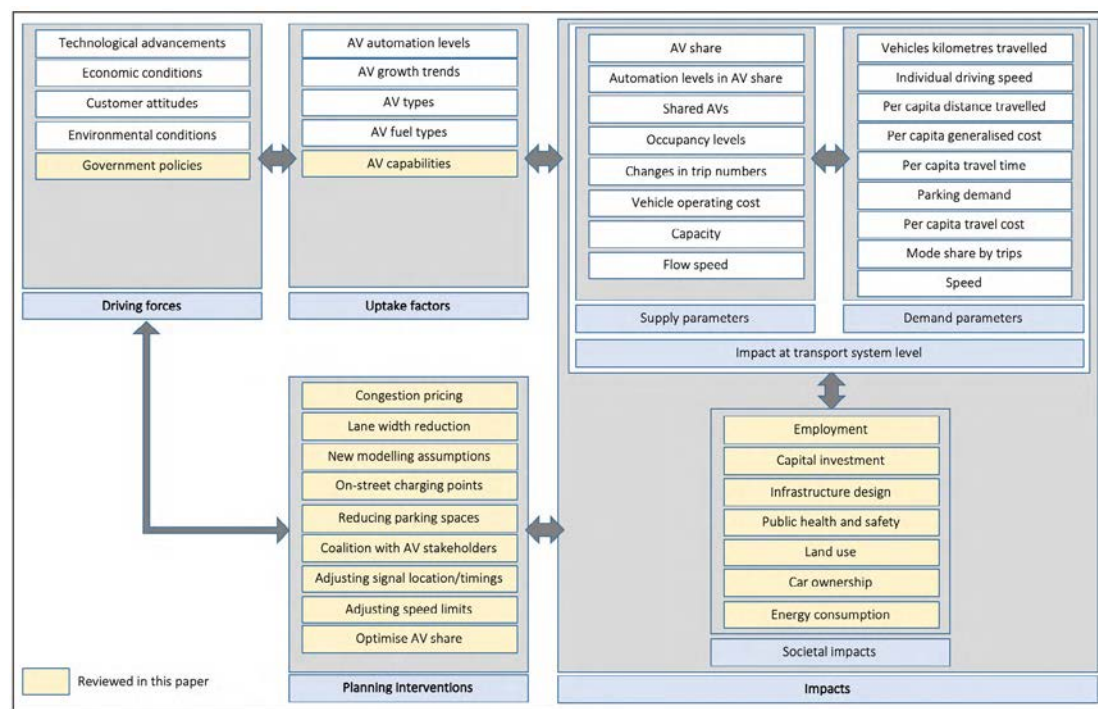 Technological advancements
Economic conditions
Customer attitudes
Environmental conditions
Government policies
Driving forces
AV automation levels
AV growth trends
AV types
AV fuel types
AV capabilities
Uptake factors
AV share
Automation levels in AV share
Shared AVs
Occupancy levels
Changes in trip numbers
Vehicle operating cost
Capacity
Flow speed
Supply parameters
Vehicles kilometres travelled
Individual driving speed
Per capita distance travelled
Per capita generalised cost
Per capita travel time
Parking demand
Per capita travel cost
Mode share by trips
Speed
Demand parameters
Impact at transport system level
Congestion pricing
Lane width reduction
New modelling assumptions
On-street charging points
Reducing parking spaces
Coalition with AV stakeholders
Adjusting signal location/timings
Adjusting speed limits
Optimise AV share
Planning interventions
Employment
Capital investment
Infrastructure design
Public health and safety
Land use
Car ownership
Energy consumption
Societal impacts
Impacts
Reviewed in this paper